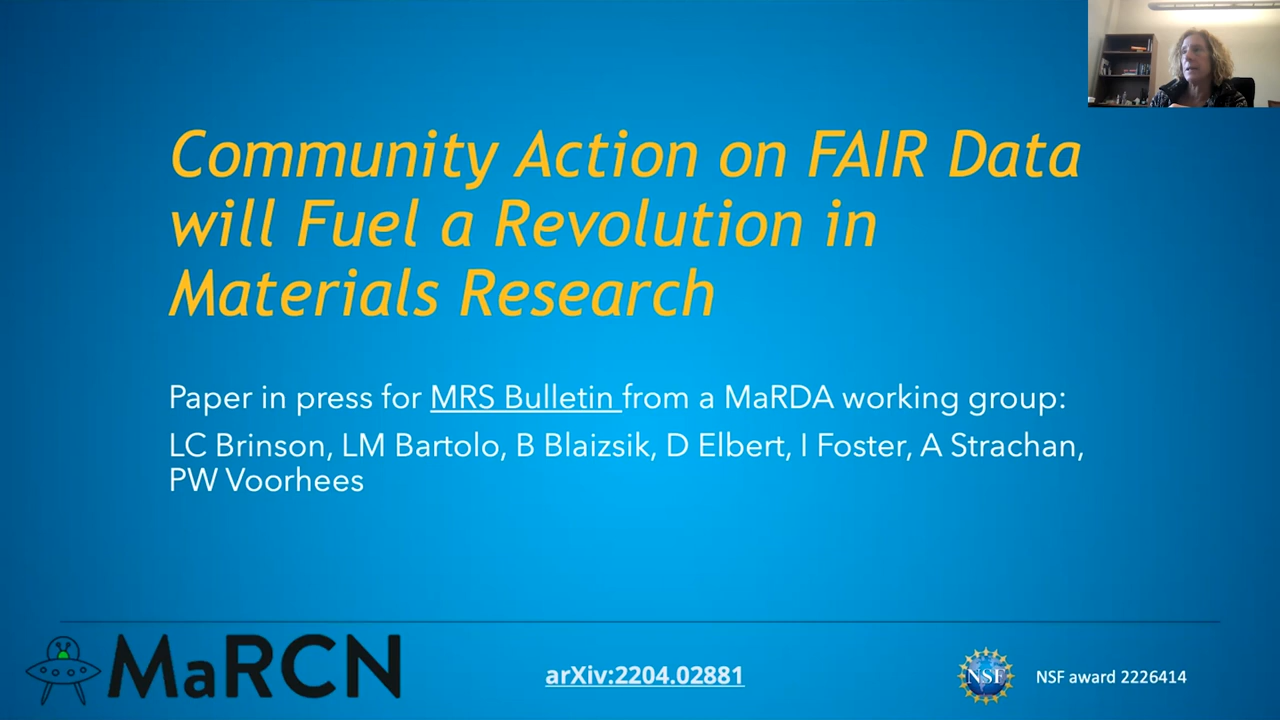 Community Action on FAIR Data
will Fuel a Revolution in
Materials Research
Paper in press for MRS Bulletin from a MaRDA working group:
LC Brinson, LM Bartolo, B Blaizsik, D Elbert, I Foster, A Strachan,
PW Voorhees
MaRCN
arXiv:2204.02881
NSF
NSF award 2226414